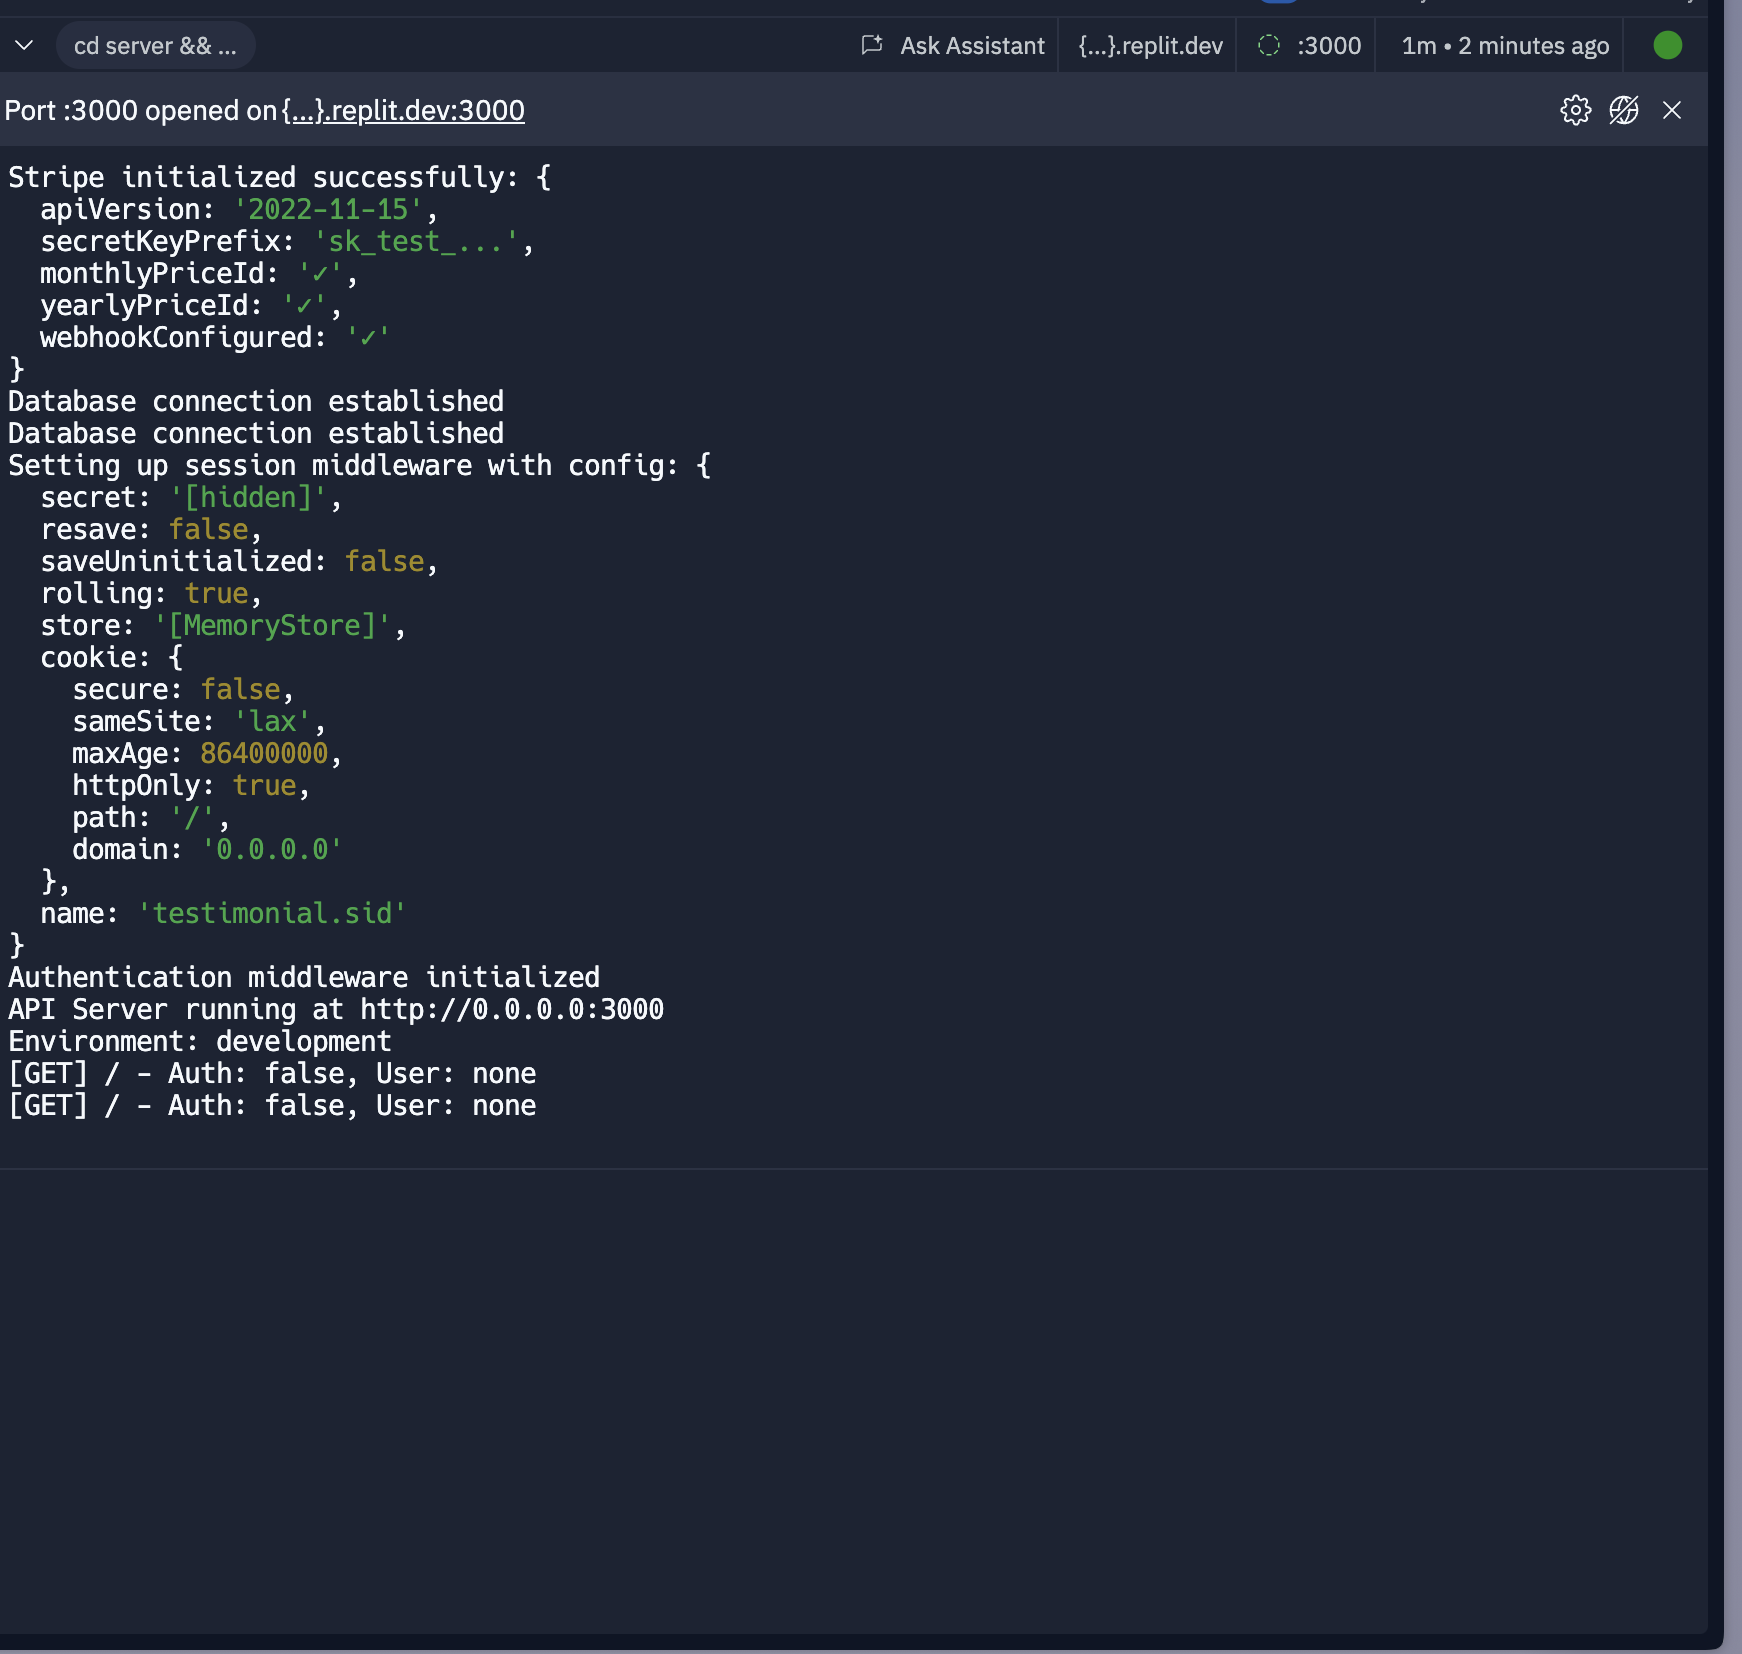 cd server && ...
Ask Assistant
{...}.replit.dev
:3000
1m • 2 minutes ago
Port :3000 opened on {...}.replit.dev:3000
Stripe initialized successfully: {
  apiVersion: '2022-11-15',
  secretKeyPrefix: 'sk_test_...',
  monthlyPriceId: '✓',
  yearlyPriceId: '✓',
  webhookConfigured: '✓'
}
Database connection established
Database connection established
Setting up session middleware with config: {
  secret: '[hidden]',
  resave: false,
  saveUninitialized: false,
  rolling: true,
  store: '[MemoryStore]',
  cookie: {
    secure: false,
    sameSite: 'lax',
    maxAge: 86400000,
    httpOnly: true,
    path: '/',
    domain: '0.0.0.0'
  },
  name: 'testimonial.sid'
}
Authentication middleware initialized
API Server running at http://0.0.0.0:3000
Environment: development
[GET] / - Auth: false, User: none
[GET] / - Auth: false, User: none